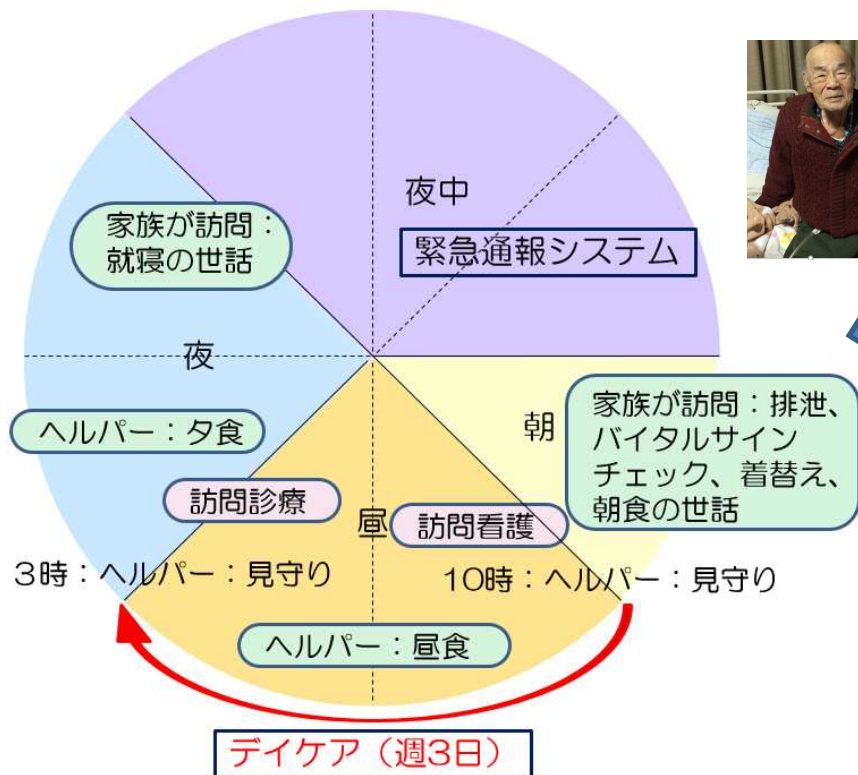 夜中
緊急通報システム
家族が訪問：
就寝の世話
夜
ヘルパー：夕食
朝
家族が訪問：排泄、
バイタルサイン
チェック、着替え、
朝食の世話
訪問診療
昼
訪問看護
3時：ヘルパー：見守り
10時：ヘルパー：見守り
ヘルパー：昼食
デイケア（週3日）